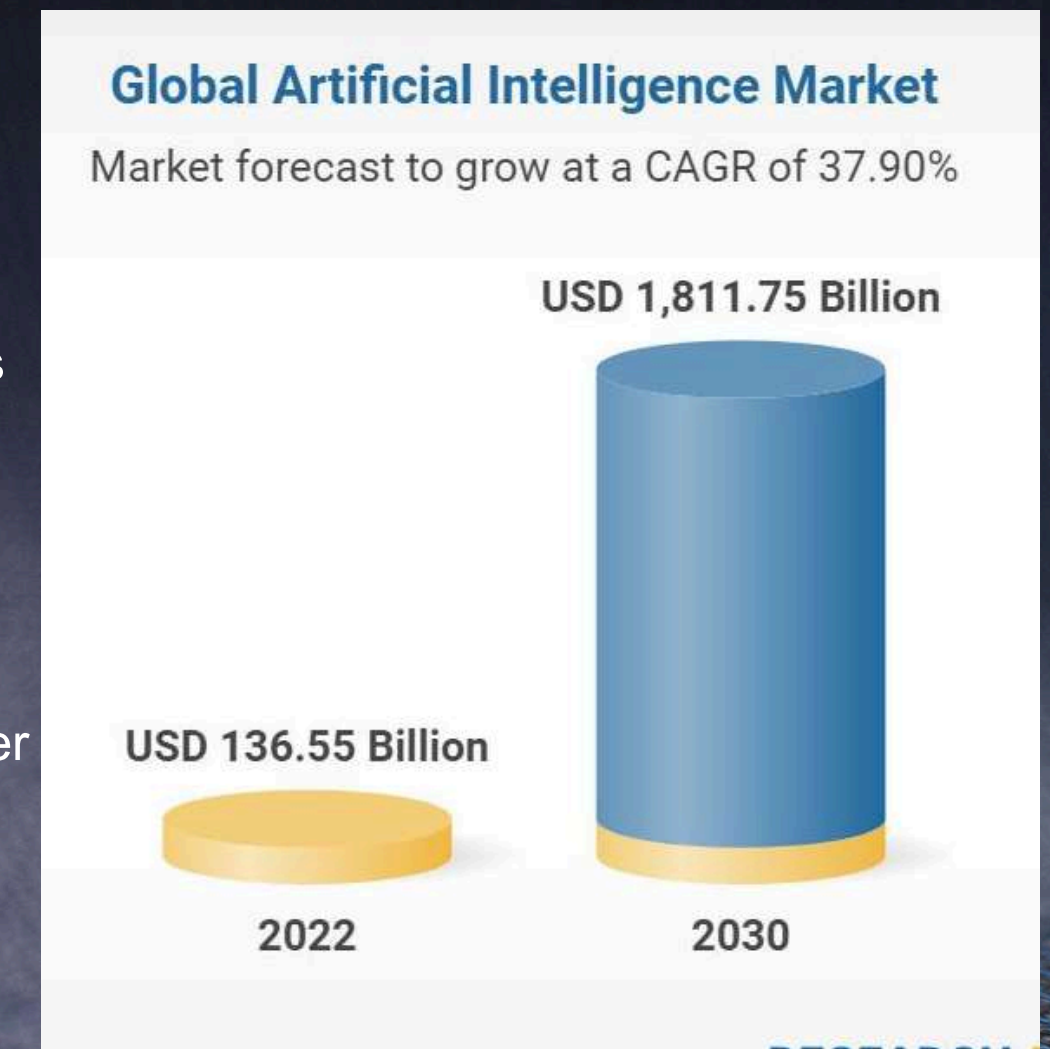 Global Artificial Intelligence Market
Market forecast to grow at a CAGR of 37.90%
USD 1,811.75 Billion
s
er
USD 136.55 Billion
2022 2030